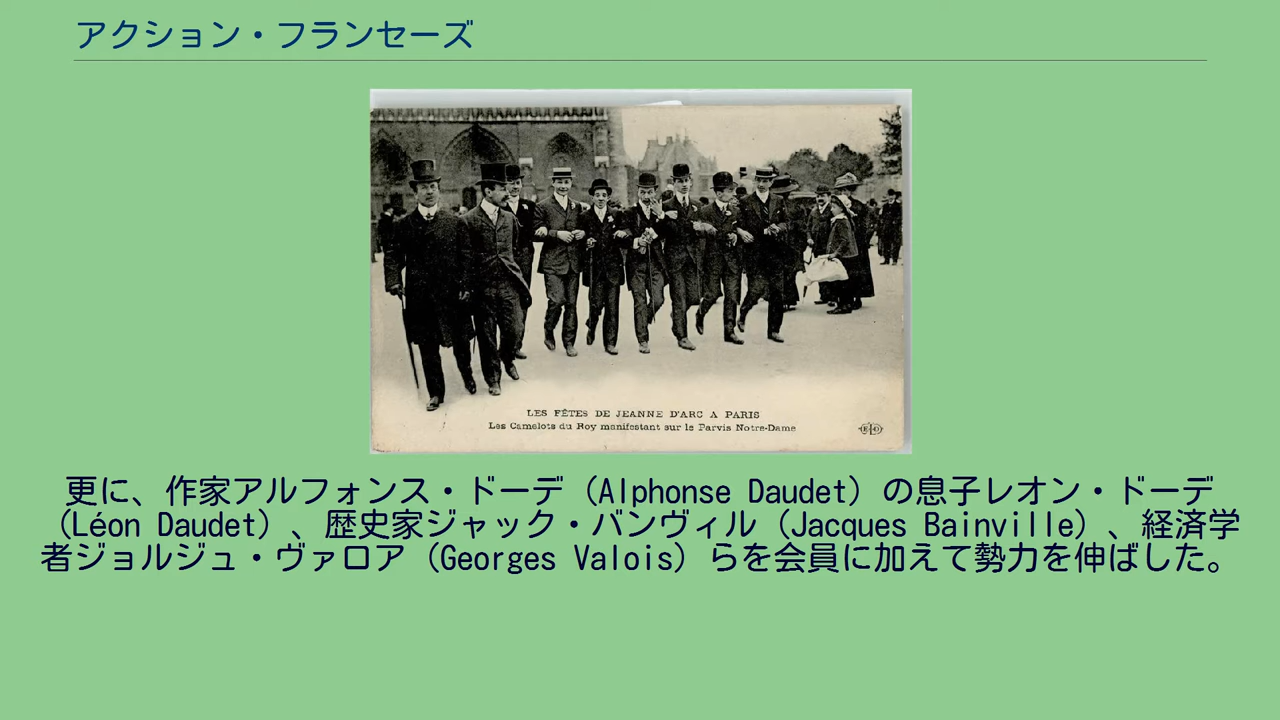 アクション・フランセーズ
LES FÊTES DE JEANNE D'ARC A PARIS
Les Camelots du Roy manifestant sur le Parvis Notre-Dame
ELD
更に、作家アルフォンス・ドーデ（Alphonse Daudet）の息子レオン・ドーデ
（Léon Daudet）、歴史家ジャック・バンヴィル（Jacques Bainville）、経済学
者ジョルジュ・ヴァロア（Georges Valois）らを会員に加えて勢力を伸ばした。